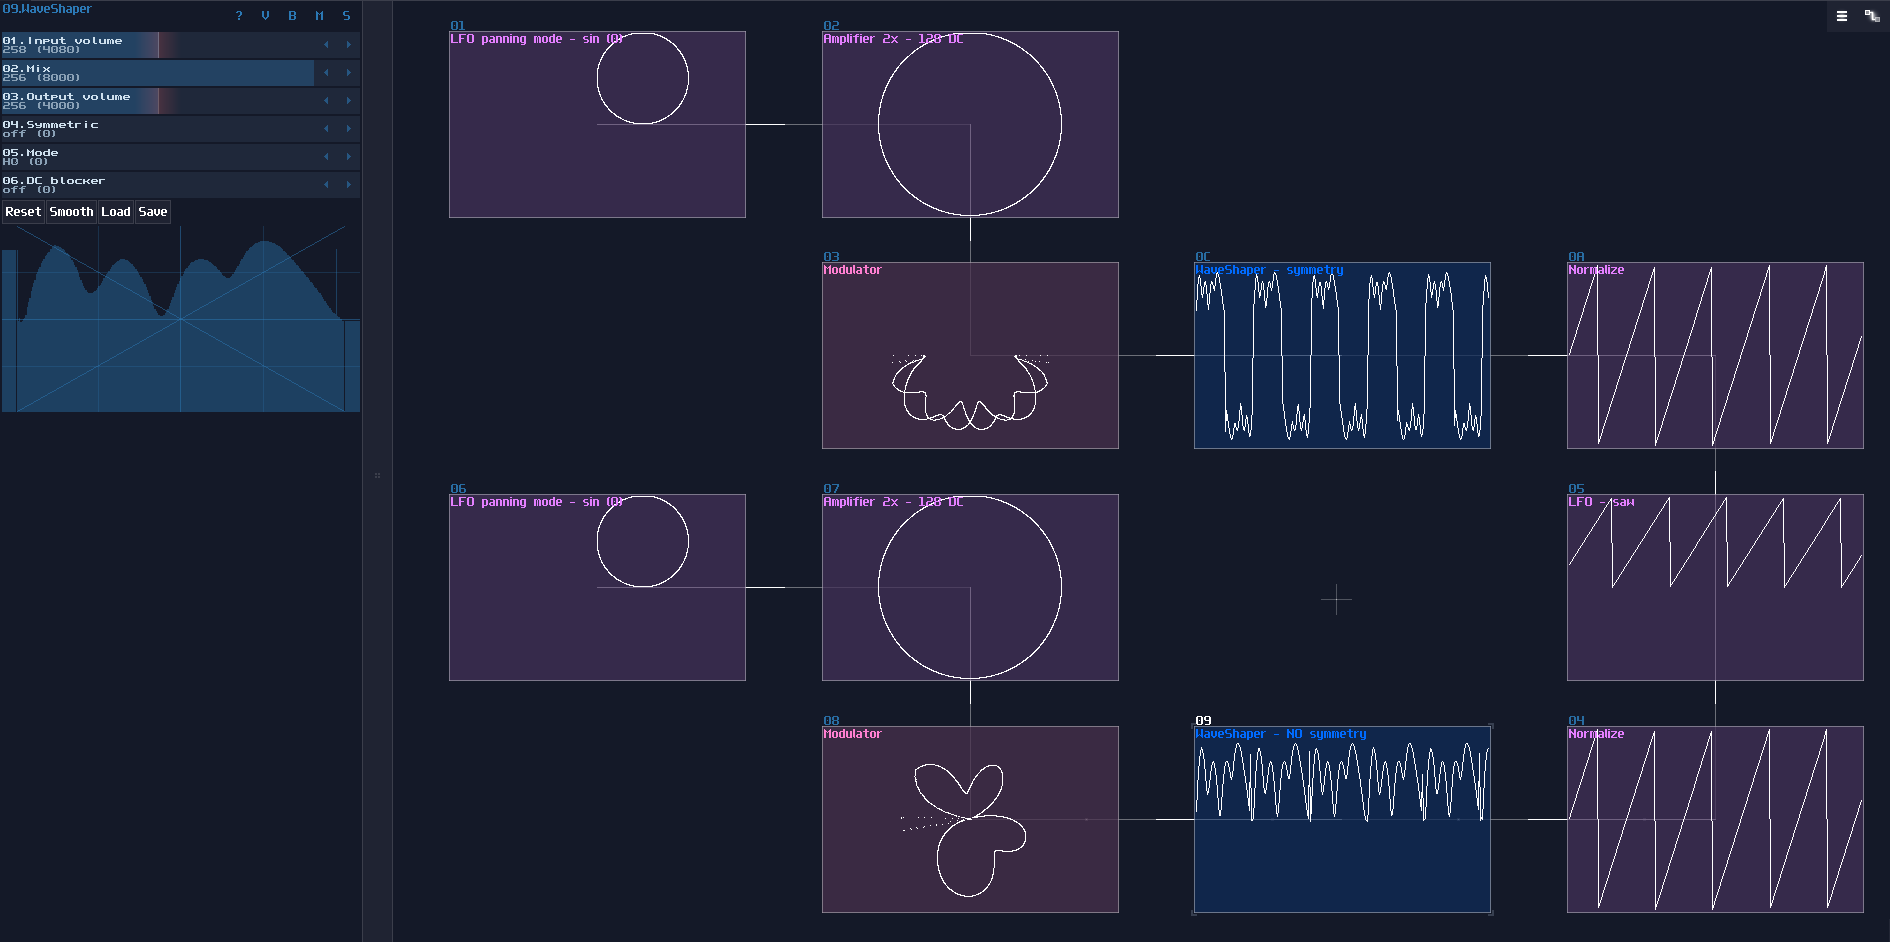 09.WaveShaper
? V B M S
01.Input volume
258 (4080)
02.Mix
256 (8000)
03.Output volume
256 (4000)
04.Symmetric
off (0)
05.Mode
HQ (0)
06.DC blocker
off (0)
Reset Smooth Load Save
01
LFO panning mode - sin (0)
02
Amplifier 2x - 128 DC
03
Modulator
0C
WaveShaper - symmetry
0A
Normalize
06
LFO panning mode - sin (0)
07
Amplifier 2x - 128 DC
05
LFO - saw
08
Modulator
09
WaveShaper - NO symmetry
04
Normalize